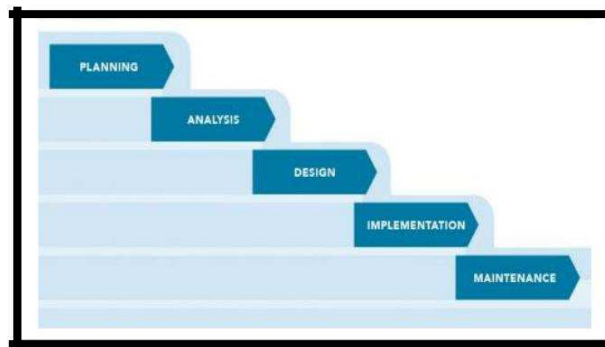 PLANNING
ANALYSIS
DESIGN
IMPLEMENTATION
MAINTENANCE